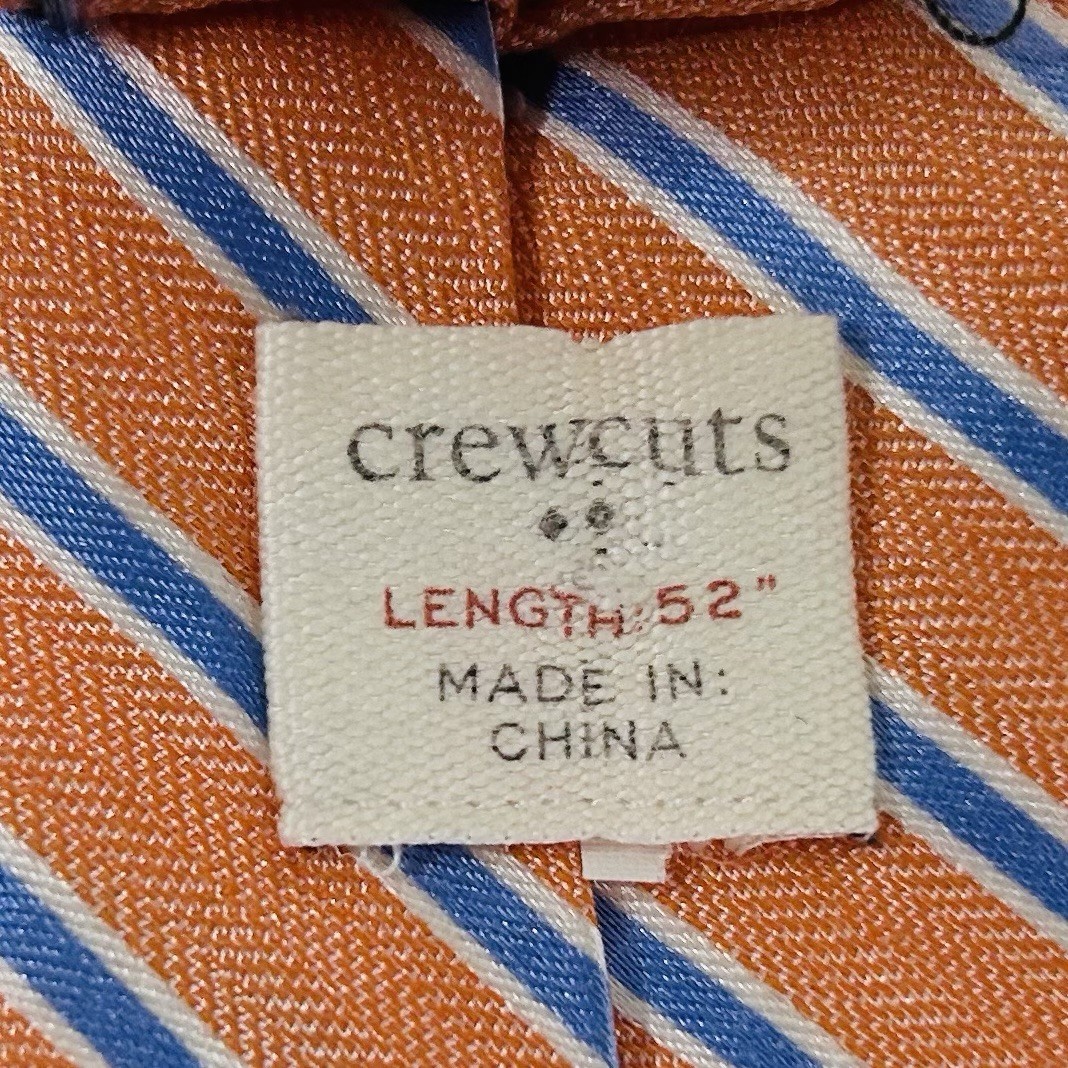 crewcuts
LENGTH: 52"
MADE IN:
CHINA